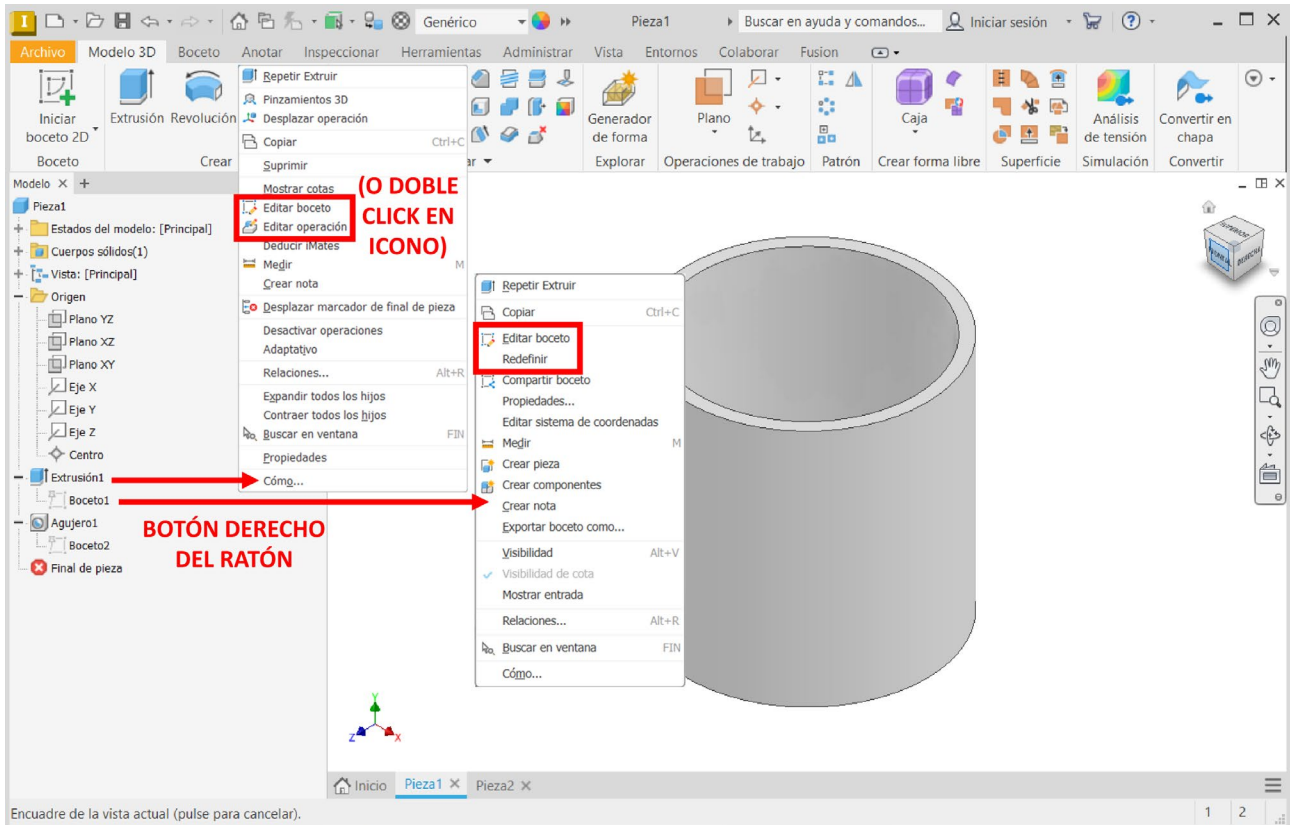 Genérico
Pieza1
Buscar en ayuda y comandos...
Iniciar sesión
Archivo Modelo 3D Boceto Anotar Inspeccionar Herramientas Administrar Vista Entornos Colaborar Fusion
Iniciar
boceto 2D
Extrusión Revolución
Generador
de forma
Plano
Caja
Análisis
de tensión
Convertir en
chapa
Boceto
Crear
Explorar
Operaciones de trabajo
Patrón
Crear forma libre
Superficie
Simulación
Convertir
Modelo
Pieza1
Estados del modelo: [Principal]
Cuerpos sólidos(1)
Vista: [Principal]
Origen
Plano YZ
Plano XZ
Plano XY
Eje X
Eje Y
Eje Z
Centro
Extrusión1
Boceto1
Agujero1
Boceto2
Final de pieza
Repetir Extruir
Pinzamientos 3D
Desplazar operación
Copiar Ctrl+C
Suprimir
Mostrar cotas
Editar boceto
Editar operación
Deducir iMates
Medir M
Crear nota
Desplazar marcador de final de pieza
Desactivar operaciones
Adaptativo
Relaciones... Alt+R
Expandir todos los hijos
Contraer todos los hijos
Buscar en ventana FIN
Propiedades
Cómo...
(O DOBLE
CLICK EN
ICONO)
BOTÓN DERECHO
DEL RATÓN
Repetir Extruir
Copiar Ctrl+C
Editar boceto
Redefinir
Compartir boceto
Propiedades...
Editar sistema de coordenadas
Medir M
Crear pieza
Crear componentes
Crear nota
Exportar boceto como...
Visibilidad Alt+V
Visibilidad de cota
Mostrar entrada
Relaciones... Alt+R
Buscar en ventana FIN
Cómo...
Y
Z
X
Inicio
Pieza1
Pieza2
Encuadre de la vista actual (pulse para cancelar).
1 2